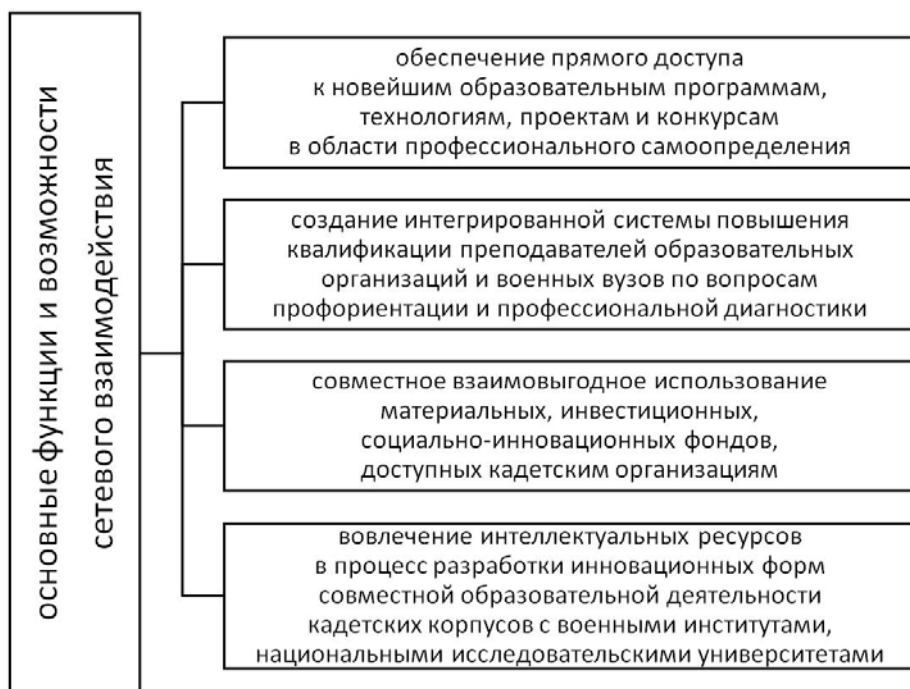 основные функции и возможности
сетевого взаимодействия
обеспечение прямого доступа
к новейшим образовательным программам,
технологиям, проектам и конкурсам
в области профессионального самоопределения
создание интегрированной системы повышения
квалификации преподавателей образовательных
организаций и военных вузов по вопросам
профориентации и профессиональной диагностики
совместное взаимовыгодное использование
материальных, инвестиционных,
социально-инновационных фондов,
доступных кадетским организациям
вовлечение интеллектуальных ресурсов
в процесс разработки инновационных форм
совместной образовательной деятельности
кадетских корпусов с военными институтами,
национальными исследовательскими университетами